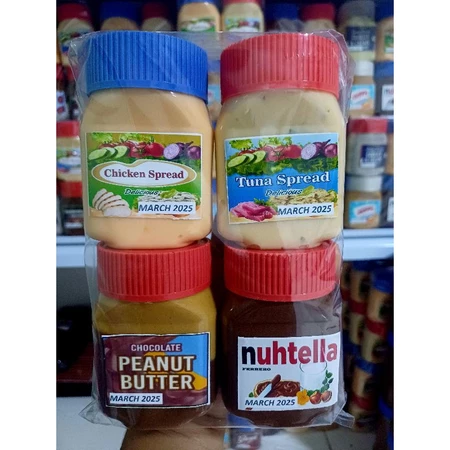 Chicken Spread
Delicious
MARCH 2025
Tuna Spread
Delicious
MARCH 2025
CHOCOLATE
PEANUT
BUTTER
MARCH 2025
nuhtella
FERRERO
MARCH 2025